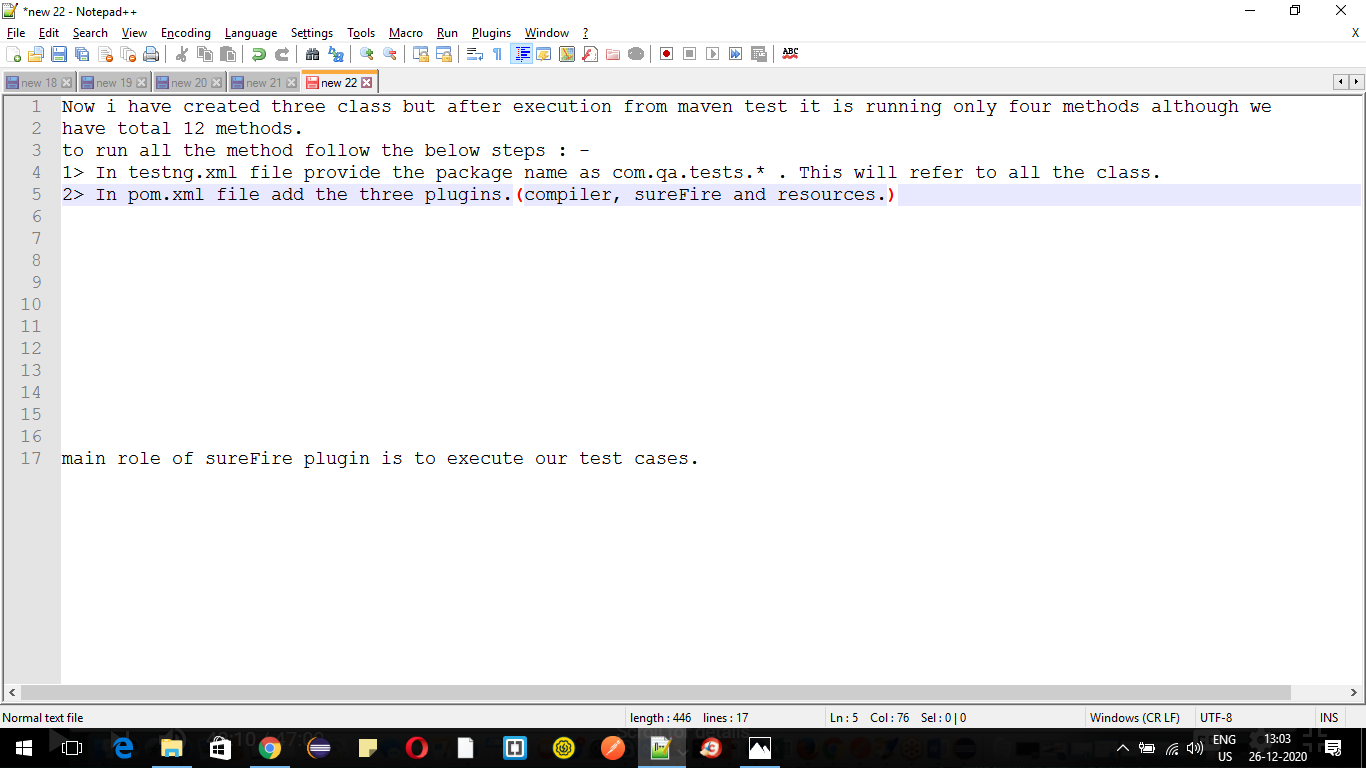 *new 22 - Notepad++
File Edit Search View Encoding Language Settings Tools Macro Run Plugins Window ? X
ABC
new 18 new 19 new 20 new 21 new 22
1 Now i have created three class but after execution from maven test it is running only four methods although we
2 have total 12 methods.
3 to run all the method follow the below steps : -
4 1> In testng.xml file provide the package name as com.qa.tests.* . This will refer to all the class.
5 2> In pom.xml file add the three plugins.(compiler, sureFire and resources.)
6
7
8
9
10
11
12
13
14
15
16
17 main role of sureFire plugin is to execute our test cases.
Normal text file length : 446 lines : 17 Ln : 5 Col : 76 Sel : 0 | 0 Windows (CR LF) UTF-8 INS
ENG 13:03
US 26-12-2020